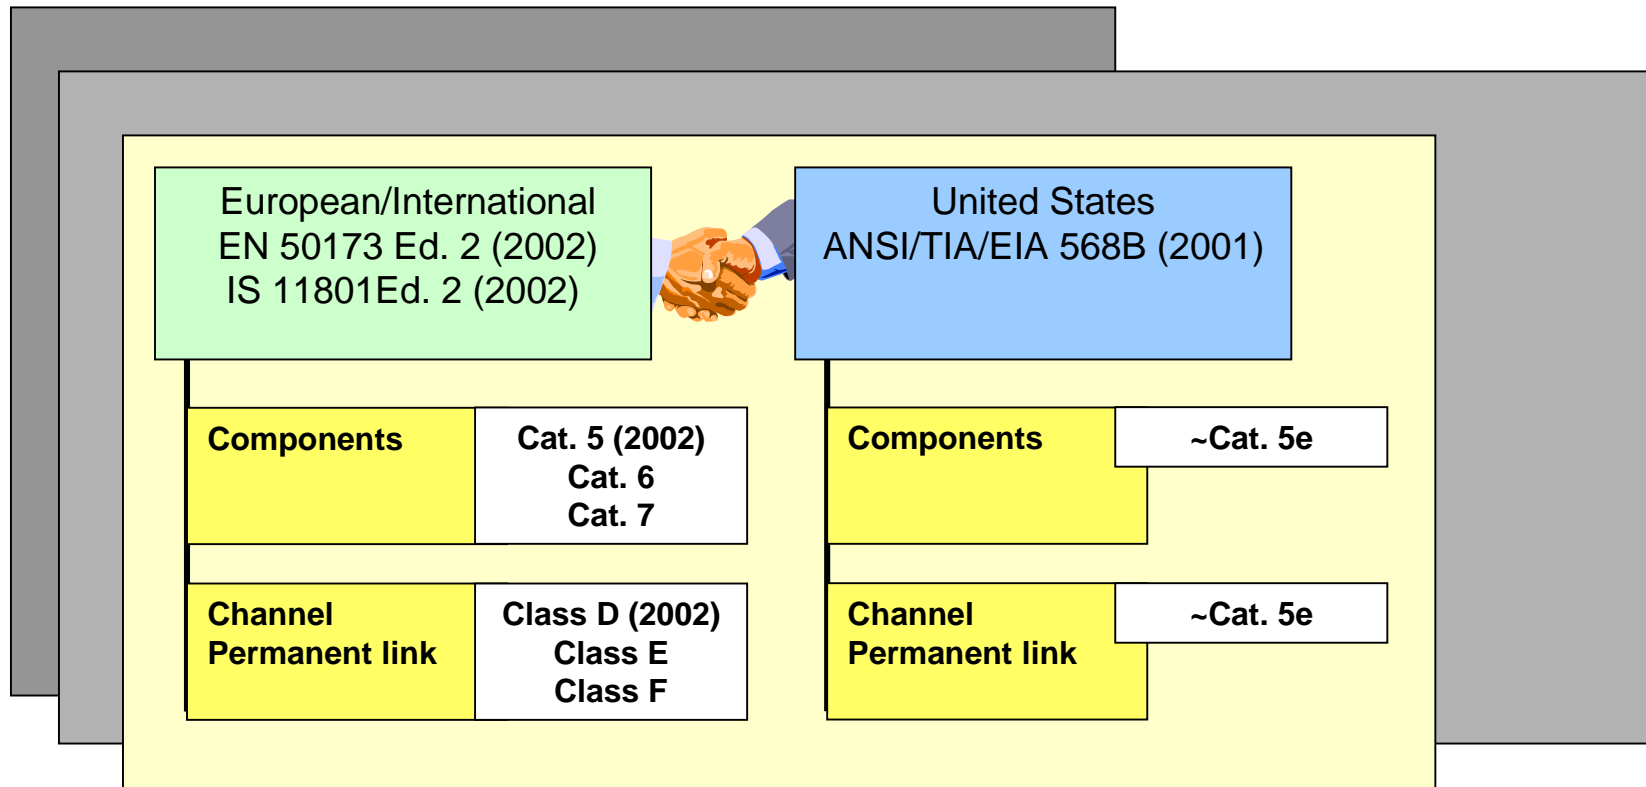 European/International
EN 50173 Ed. 2 (2002)
IS 11801Ed. 2 (2002)
United States
ANSI/TIA/EIA 568B (2001)
Components
Cat. 5 (2002)
Cat. 6
Cat. 7
Components
~Cat. 5e
Channel
Permanent link
Class D (2002)
Class E
Class F
Channel
Permanent link
~Cat. 5e